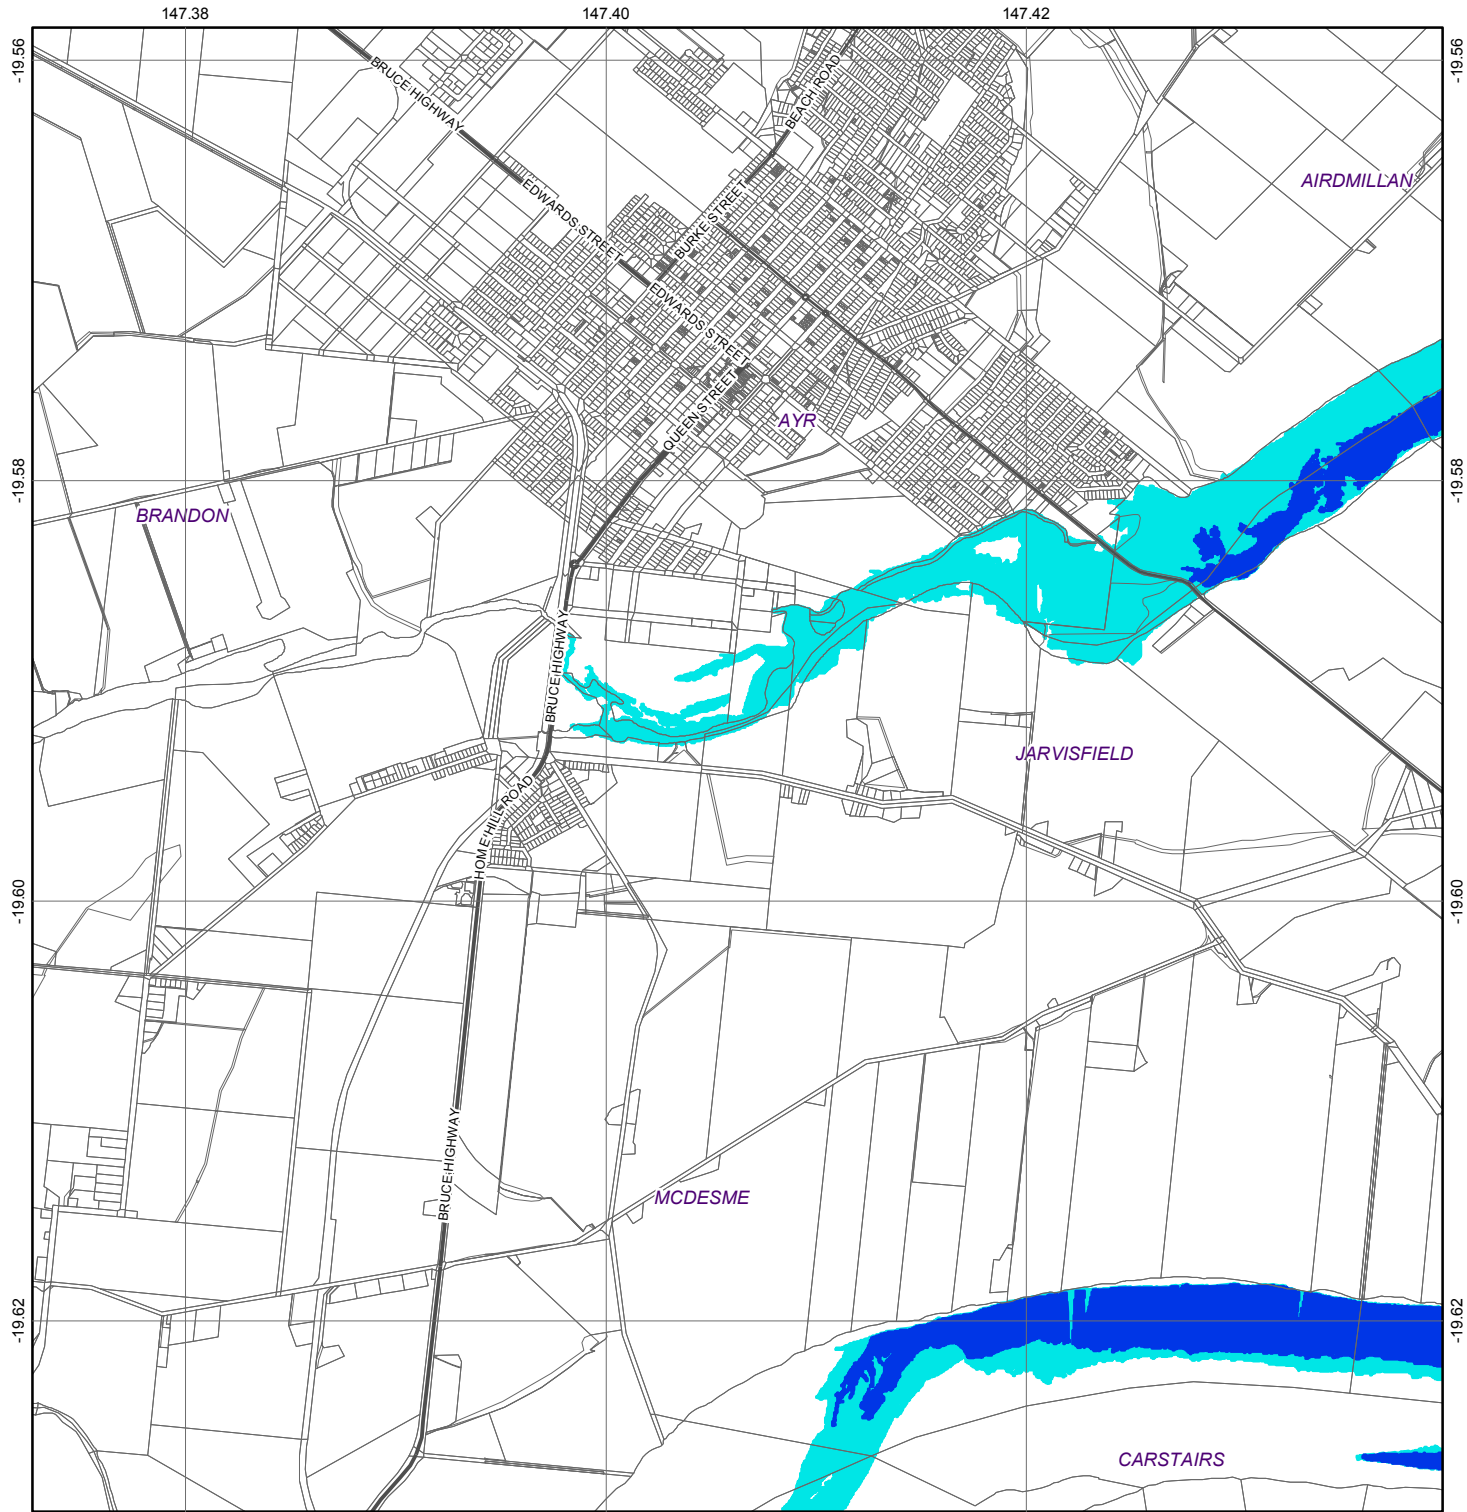 147.38
147.40
147.42
-19.56
-19.56
BRUCE HIGHWAY
BEACH ROAD
AIRDMILLAN
EDWARDS STREET
BURKE STREET
EDWARDS STREET
QUEEN STREET
AYR
-19.58
-19.58
BRANDON
BRUCE HIGHWAY
JARVISFIELD
HOME HILL ROAD
-19.60
-19.60
BRUCE HIGHWAY
MCDESME
-19.62
-19.62
CARSTAIRS